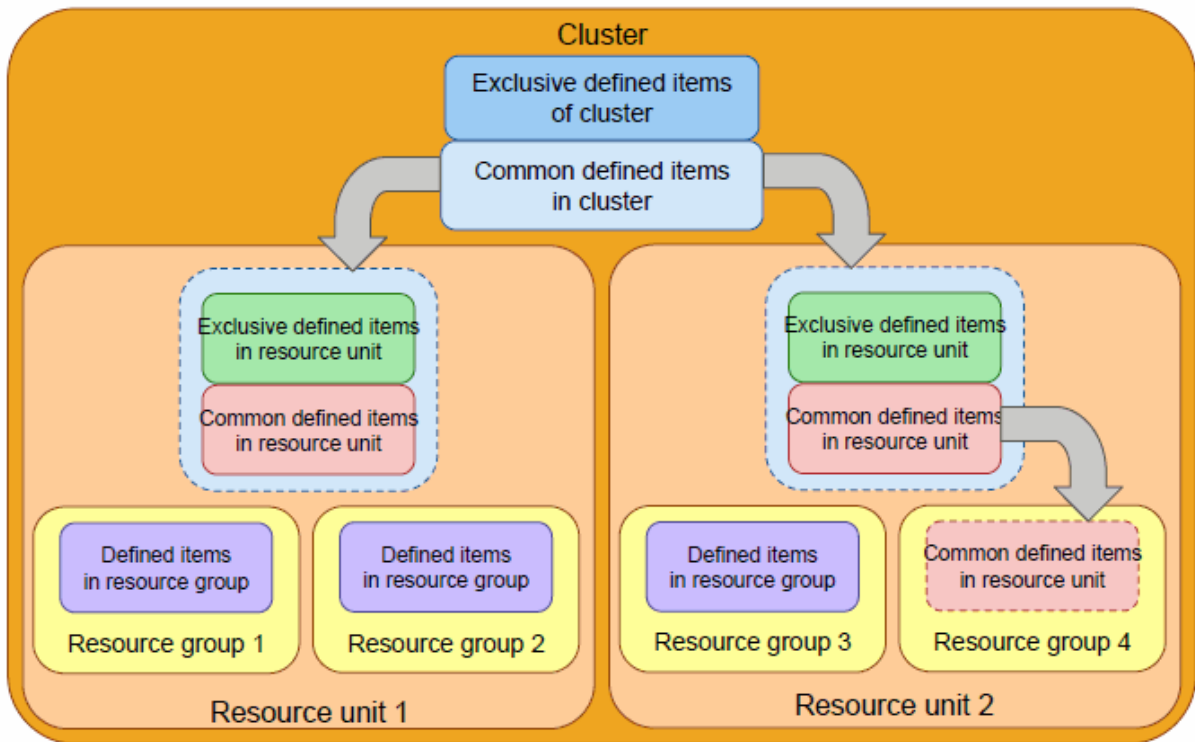 Cluster
Exclusive defined items
of cluster
Common defined items
in cluster
Exclusive defined items
in resource unit
Common defined items
in resource unit
Defined items
in resource group
Resource group 1
Defined items
in resource group
Resource group 2
Resource unit 1
Exclusive defined items
in resource unit
Common defined items
in resource unit
Defined items
in resource group
Resource group 3
Common defined items
in resource unit
Resource group 4
Resource unit 2